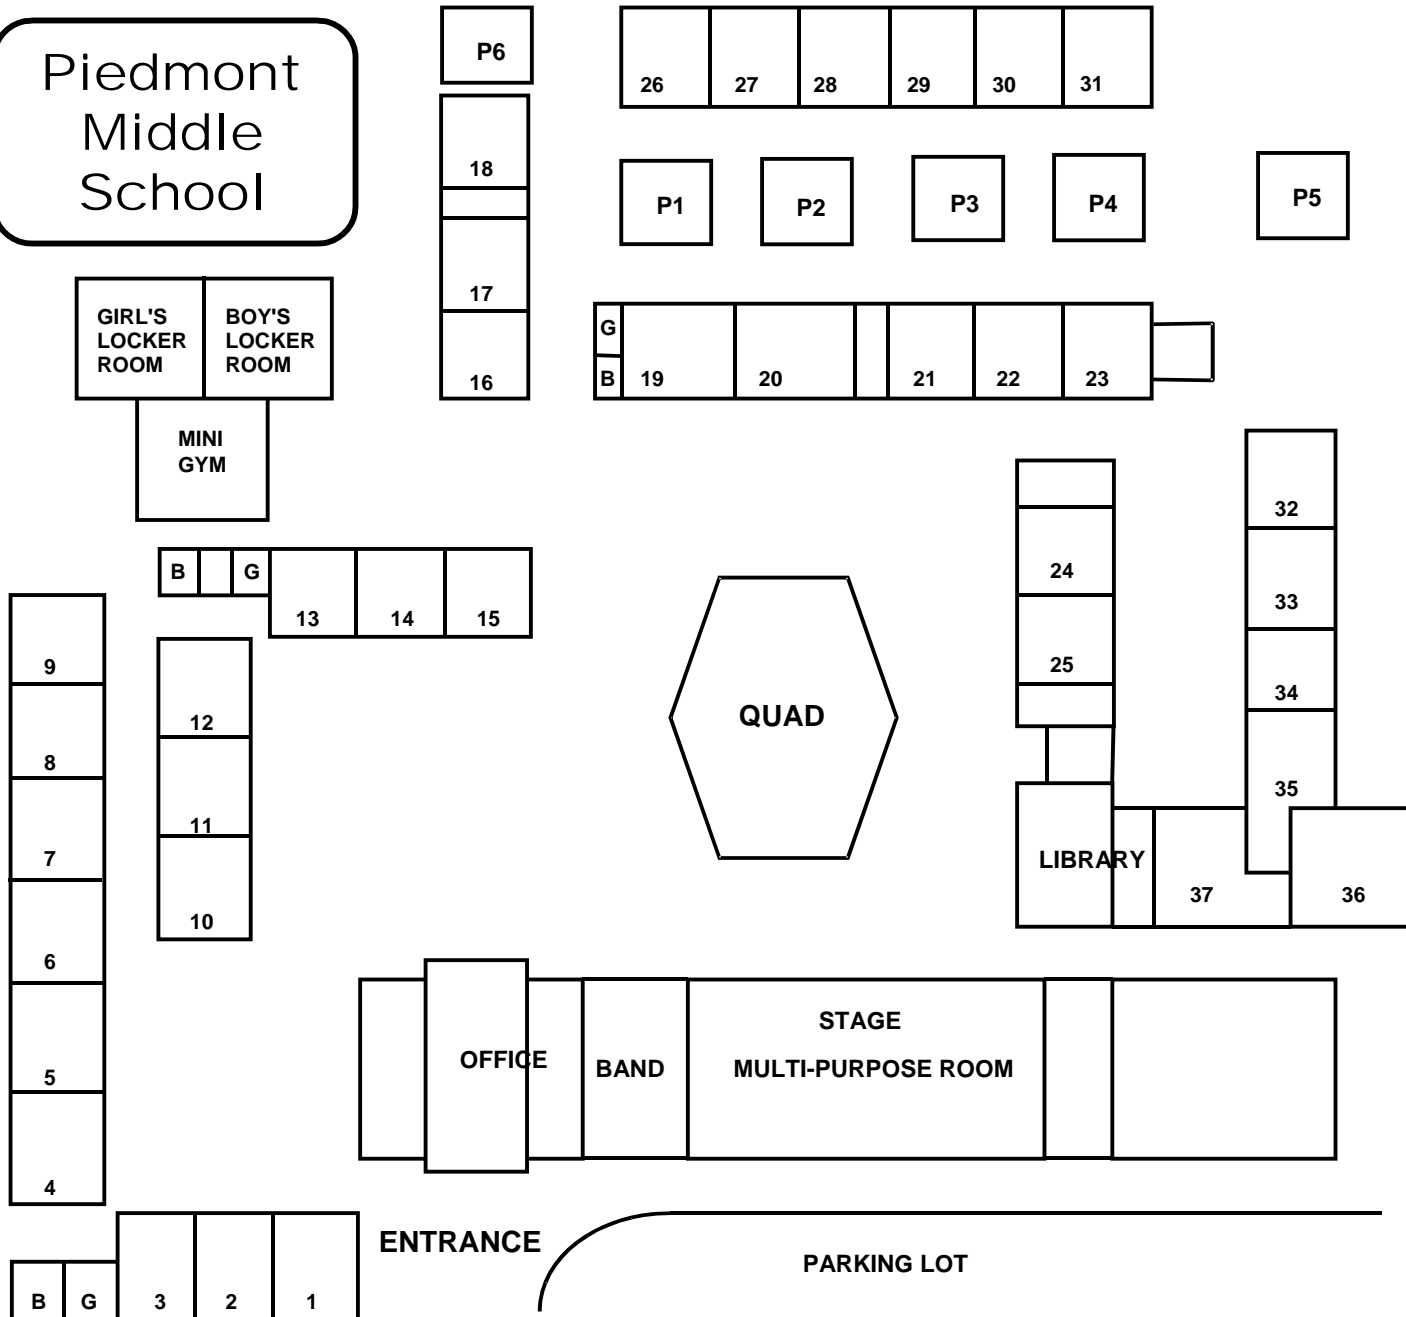 Piedmont
Middle
School
P6
26 27 28 29 30 31
18
P1 P2 P3 P4 P5
17
GIRL'S
LOCKER
ROOM
BOY'S
LOCKER
ROOM
G
B
16
19 20 21 22 23
MINI
GYM
32
B G
24
33
13 14 15
9
25
34
12
QUAD
8
35
11
7
LIBRARY
37 36
10
6
STAGE
OFFICE
BAND
MULTI-PURPOSE ROOM
5
4
ENTRANCE
PARKING LOT
B G 3 2 1